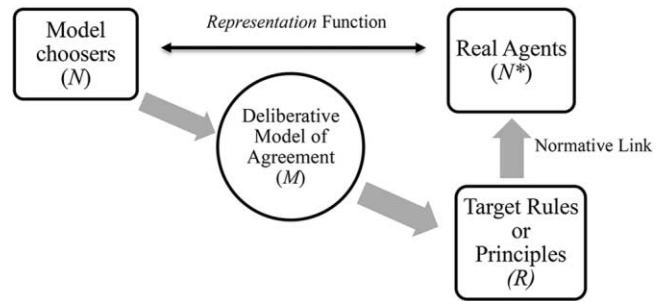 Model
choosers
(N)
Representation Function
Real Agents
(N*)
Deliberative
Model of
Agreement
(M)
Normative Link
Target Rules
or
Principles
(R)